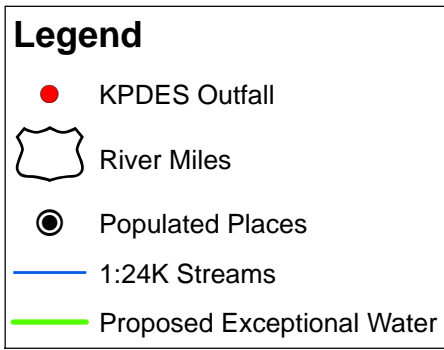 Legend
KPDES Outfall
River Miles
Populated Places
1:24K Streams
Proposed Exceptional Water